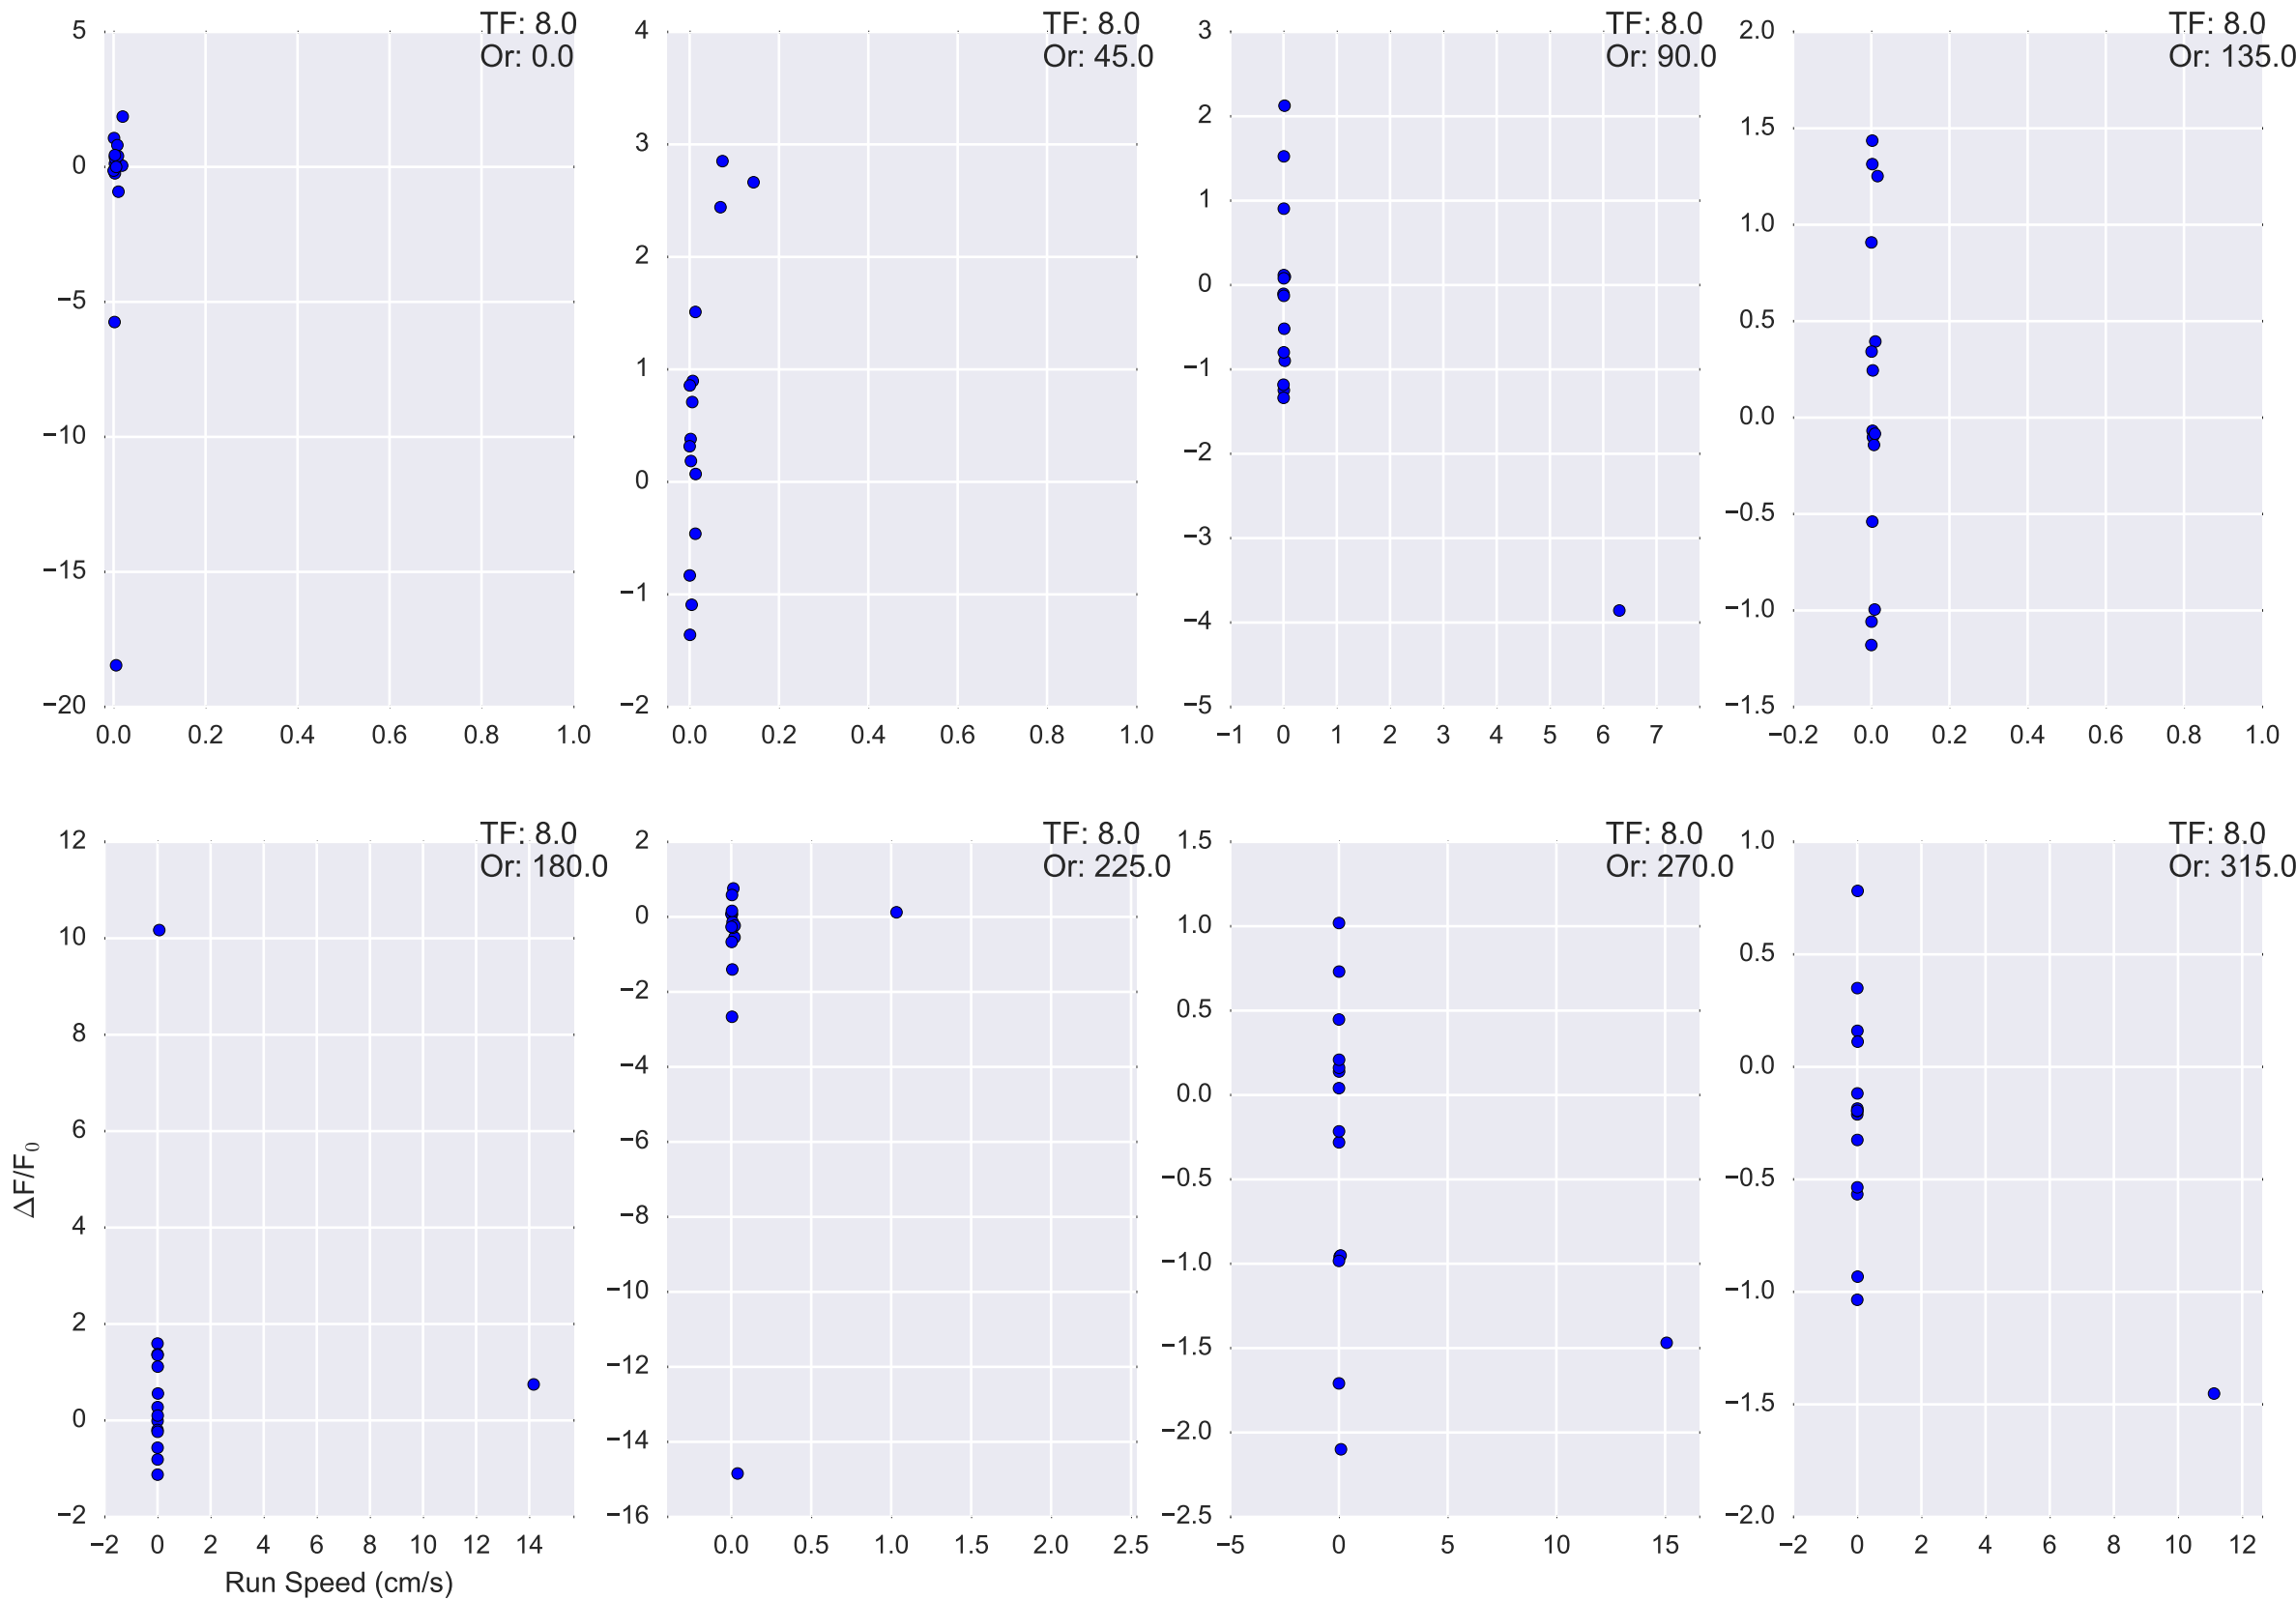 TF: 8.0
Or: 0.0
5
0
−5
−10
−15
−20
0.0 0.2 0.4 0.6 0.8 1.0
TF: 8.0
Or: 45.0
4
3
2
1
0
−1
−2
0.0 0.2 0.4 0.6 0.8 1.0
TF: 8.0
Or: 90.0
3
2
1
0
−1
−2
−3
−4
−5
−1 0 1 2 3 4 5 6 7
TF: 8.0
Or: 135.0
2.0
1.5
1.0
0.5
0.0
−0.5
−1.0
−1.5
−0.2 0.0 0.2 0.4 0.6 0.8 1.0
TF: 8.0
Or: 180.0
12
10
8
6
4
2
0
−2
−2 0 2 4 6 8 10 12 14
ΔF/F₀
Run Speed (cm/s)
TF: 8.0
Or: 225.0
2
0
−2
−4
−6
−8
−10
−12
−14
−16
0.0 0.5 1.0 1.5 2.0 2.5
TF: 8.0
Or: 270.0
1.5
1.0
0.5
0.0
−0.5
−1.0
−1.5
−2.0
−2.5
−5 0 5 10 15
TF: 8.0
Or: 315.0
1.0
0.5
0.0
−0.5
−1.0
−1.5
−2.0
−2 0 2 4 6 8 10 12